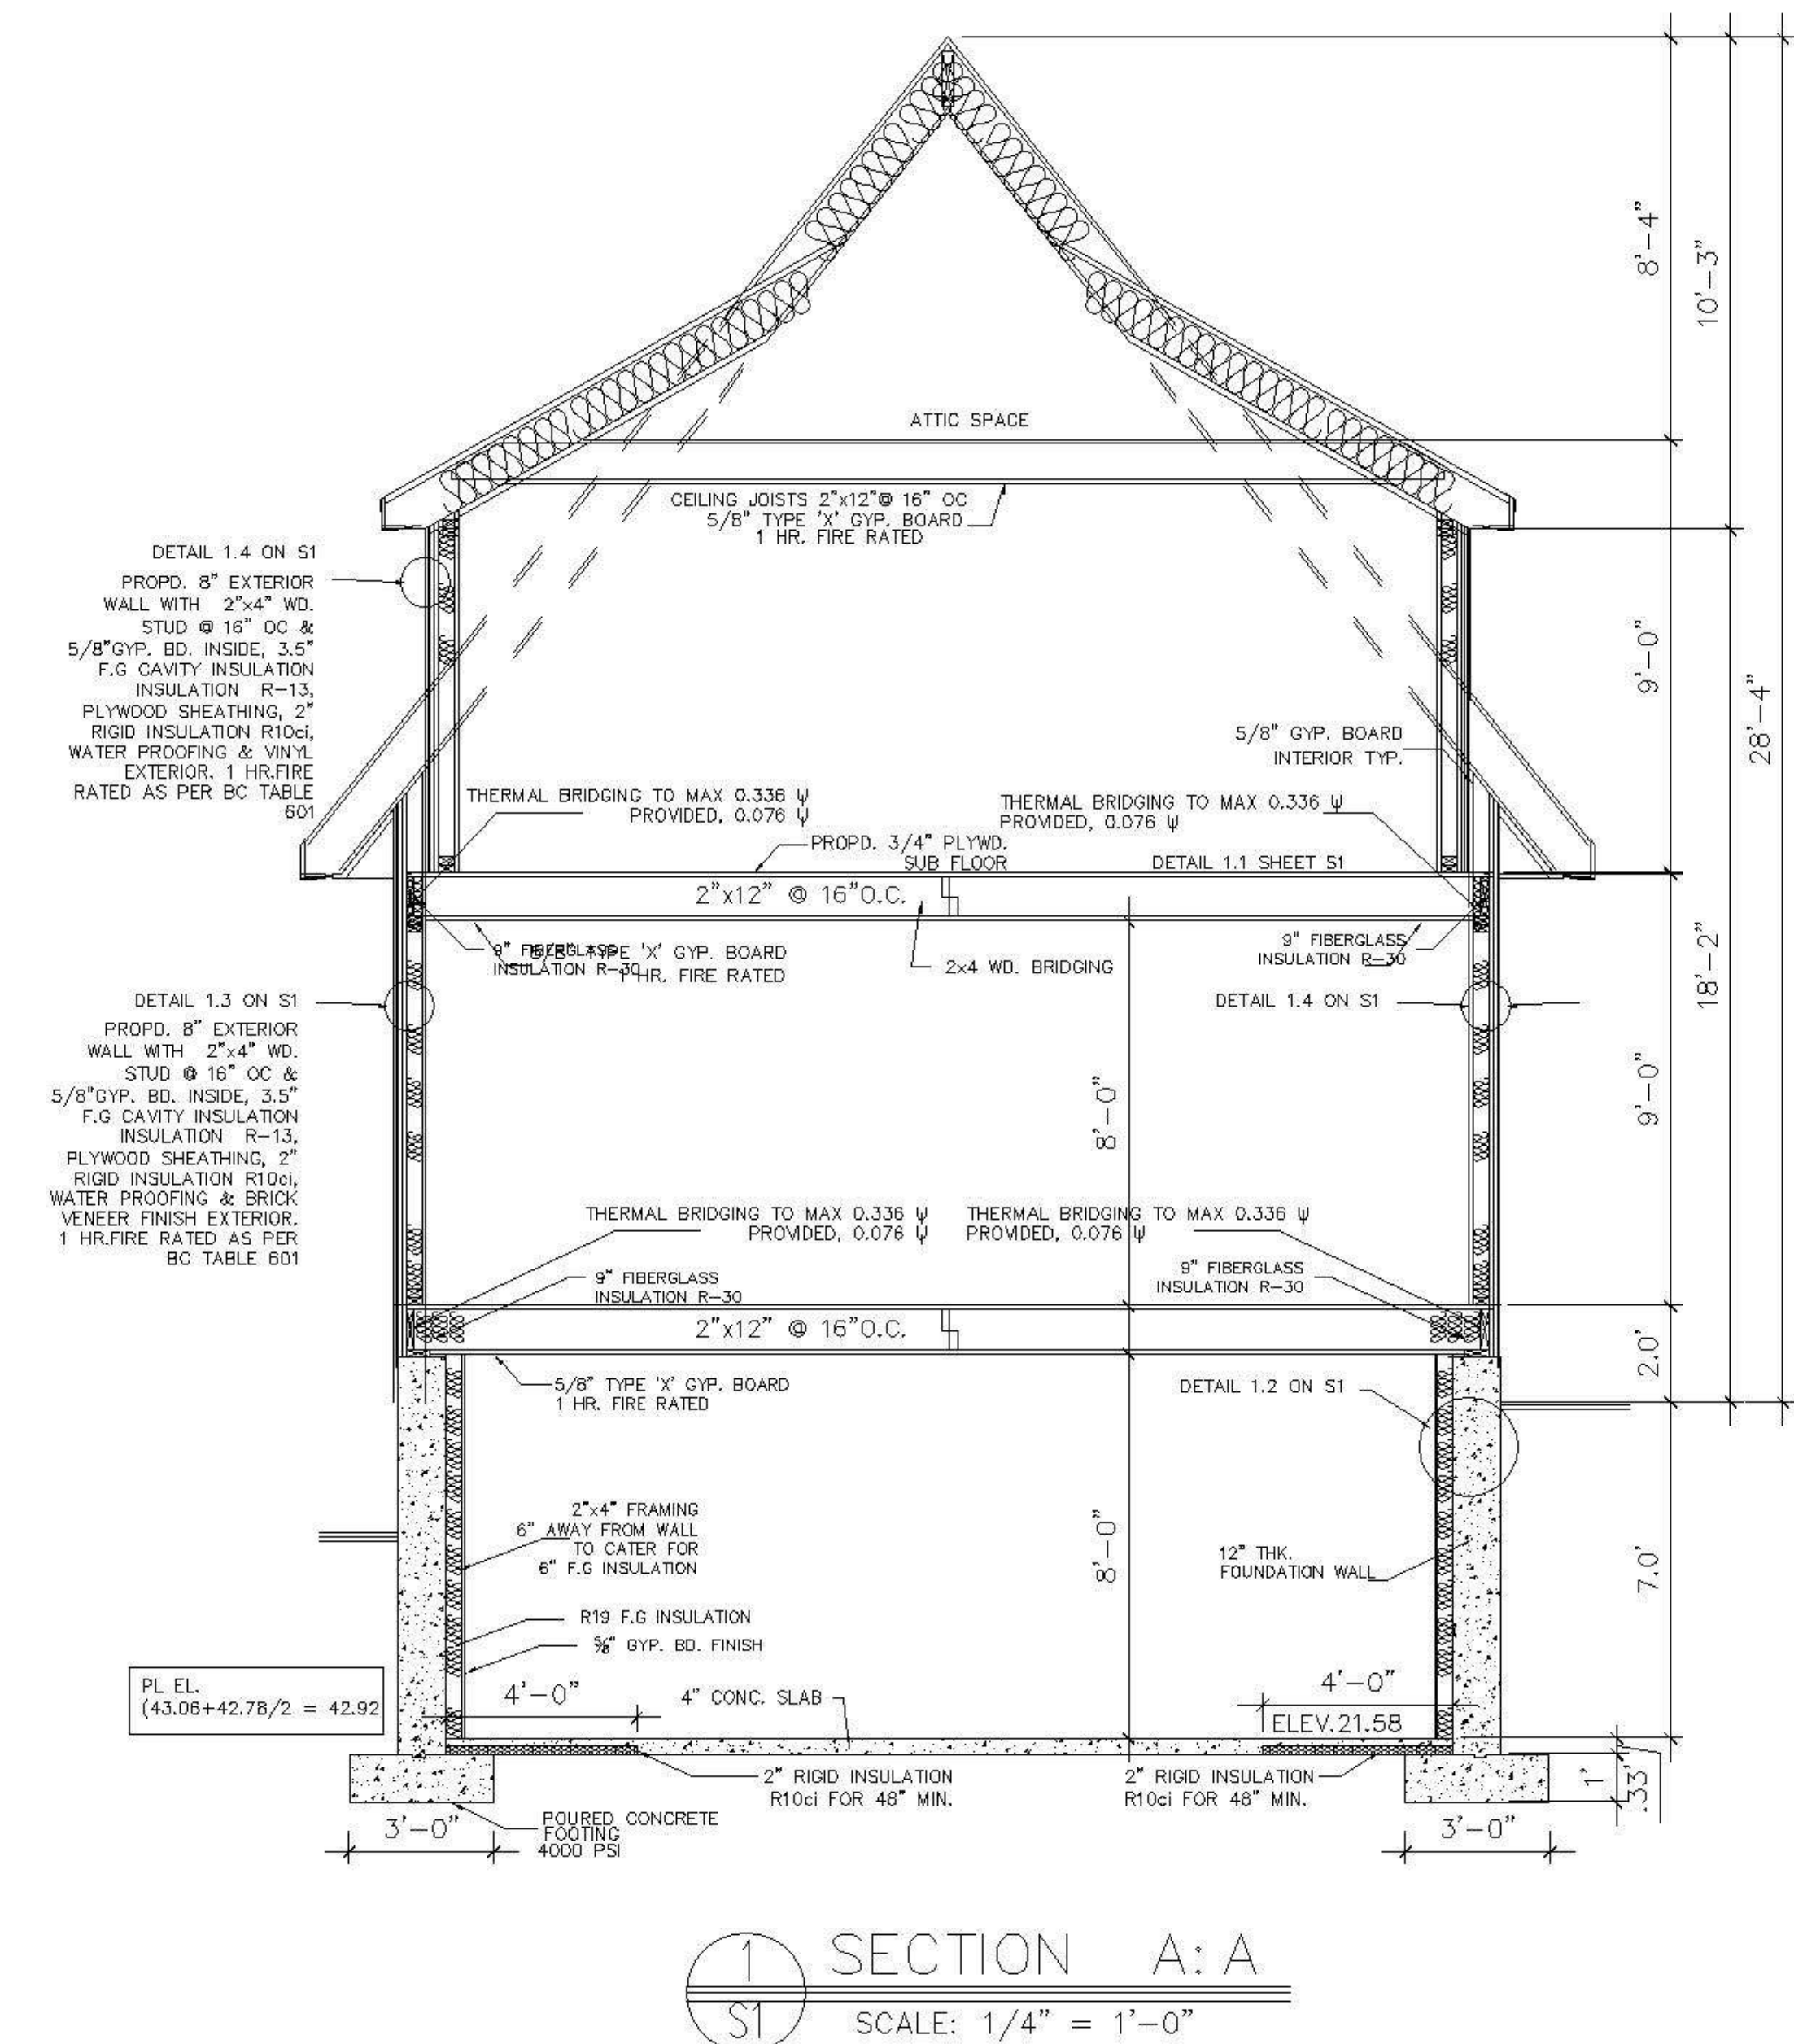 8'-4"
10'-3"
ATTIC SPACE
CEILING JOISTS 2"x12"@ 16" OC
5/8" TYPE 'X' GYP. BOARD
1 HR. FIRE RATED
DETAIL 1.4 ON S1
PROPD. 8" EXTERIOR
WALL WITH 2"x4" WD.
STUD @ 16" OC &
5/8"GYP. BD. INSIDE, 3.5"
F.G CAVITY INSULATION
INSULATION R-13,
PLYWOOD SHEATHING, 2"
RIGID INSULATION R10ci,
WATER PROOFING & VINYL
EXTERIOR. 1 HR.FIRE
RATED AS PER BC TABLE
601
9'-0"
28'-4"
5/8" GYP. BOARD
INTERIOR TYP.
THERMAL BRIDGING TO MAX 0.336 Ψ
PROVIDED, 0.076 Ψ
THERMAL BRIDGING TO MAX 0.336 Ψ
PROVIDED, 0.076 Ψ
PROPD. 3/4" PLYWD.
SUB FLOOR
DETAIL 1.1 SHEET S1
2"x12" @ 16"O.C.
9" FIBERGLASS
INSULATION R-30
5/8" TYPE 'X' GYP. BOARD
1 HR. FIRE RATED
2x4 WD. BRIDGING
9" FIBERGLASS
INSULATION R-30
18'-2"
DETAIL 1.3 ON S1
PROPD. 8" EXTERIOR
WALL WITH 2"x4" WD.
STUD @ 16" OC &
5/8"GYP. BD. INSIDE, 3.5"
F.G CAVITY INSULATION
INSULATION R-13,
PLYWOOD SHEATHING, 2"
RIGID INSULATION R10ci,
WATER PROOFING & BRICK
VENEER FINISH EXTERIOR.
1 HR.FIRE RATED AS PER
BC TABLE 601
DETAIL 1.4 ON S1
8'-0"
9'-0"
THERMAL BRIDGING TO MAX 0.336 Ψ
PROVIDED, 0.076 Ψ
THERMAL BRIDGING TO MAX 0.336 Ψ
PROVIDED, 0.076 Ψ
9" FIBERGLASS
INSULATION R-30
9" FIBERGLASS
INSULATION R-30
2"x12" @ 16"O.C.
2.0'
5/8" TYPE 'X' GYP. BOARD
1 HR. FIRE RATED
DETAIL 1.2 ON S1
2"x4" FRAMING
6" AWAY FROM WALL
TO CATER FOR
6" F.G INSULATION
8'-0"
12" THK.
FOUNDATION WALL
7.0'
R19 F.G INSULATION
5/8" GYP. BD. FINISH
PL EL.
(43.06+42.78/2 = 42.92
4'-0"
4" CONC. SLAB
4'-0"
ELEV.21.58
2" RIGID INSULATION
R10ci FOR 48" MIN.
2" RIGID INSULATION
R10ci FOR 48" MIN.
1'
.33'
3'-0"
POURED CONCRETE
FOOTING
4000 PSI
3'-0"
1
S1
SECTION A: A
SCALE: 1/4" = 1'-0"